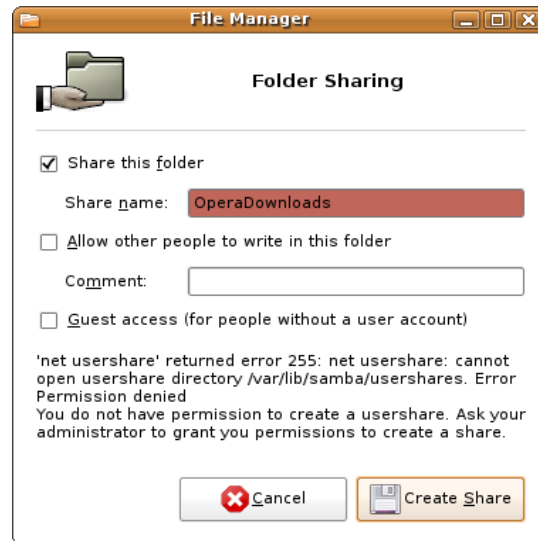 File Manager
Folder Sharing
Share this folder
Share name: OperaDownloads
Allow other people to write in this folder
Comment:
Guest access (for people without a user account)
'net usershare' returned error 255: net usershare: cannot
open usershare directory /var/lib/samba/usershares. Error
Permission denied
You do not have permission to create a usershare. Ask your
administrator to grant you permissions to create a share.
Cancel Create Share